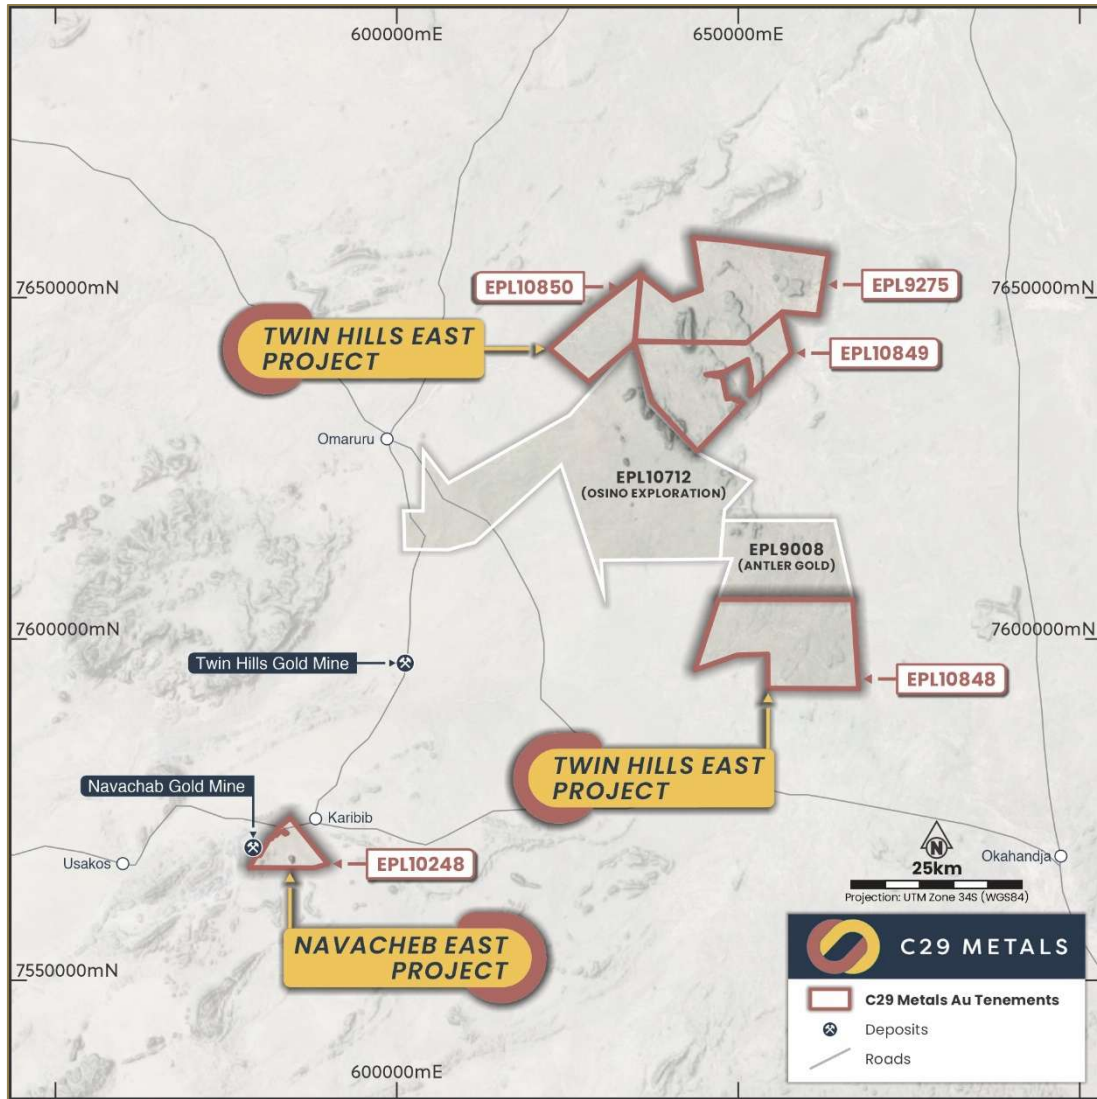 600000mE
650000mE
EPL10850
7650000mN
7650000mN
EPL9275
TWIN HILLS EAST
PROJECT
EPL10849
Omaruru
EPL10712
(OSINO EXPLORATION)
EPL9008
(ANTLER GOLD)
7600000mN
7600000mN
Twin Hills Gold Mine
EPL10848
TWIN HILLS EAST
PROJECT
Navachab Gold Mine
Karibib
Usakos
EPL10248
N
25km
Okahandja
Projection: UTM Zone 34S (WGS84)
NAVACHEB EAST
PROJECT
C29 METALS
7550000mN
C29 Metals Au Tenements
Deposits
Roads
600000mE